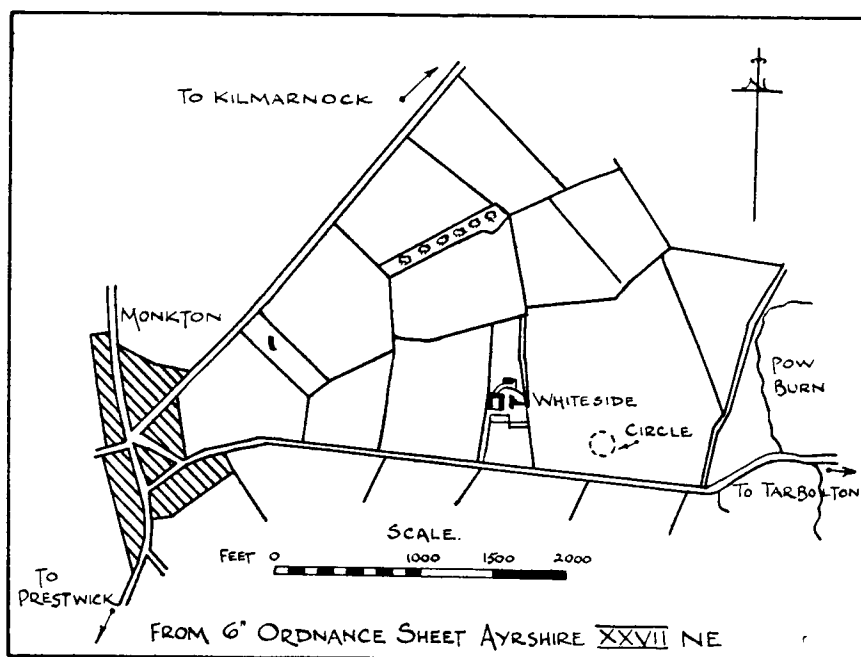 TO KILMARNOCK
N
MONKTON
POW
BURN
WHITESIDE
CIRCLE
TO TARBOLTON
SCALE.
FEET 0 1000 1500 2000
TO
PRESTWICK
FROM 6" ORDNANCE SHEET AYRSHIRE XXVII NE